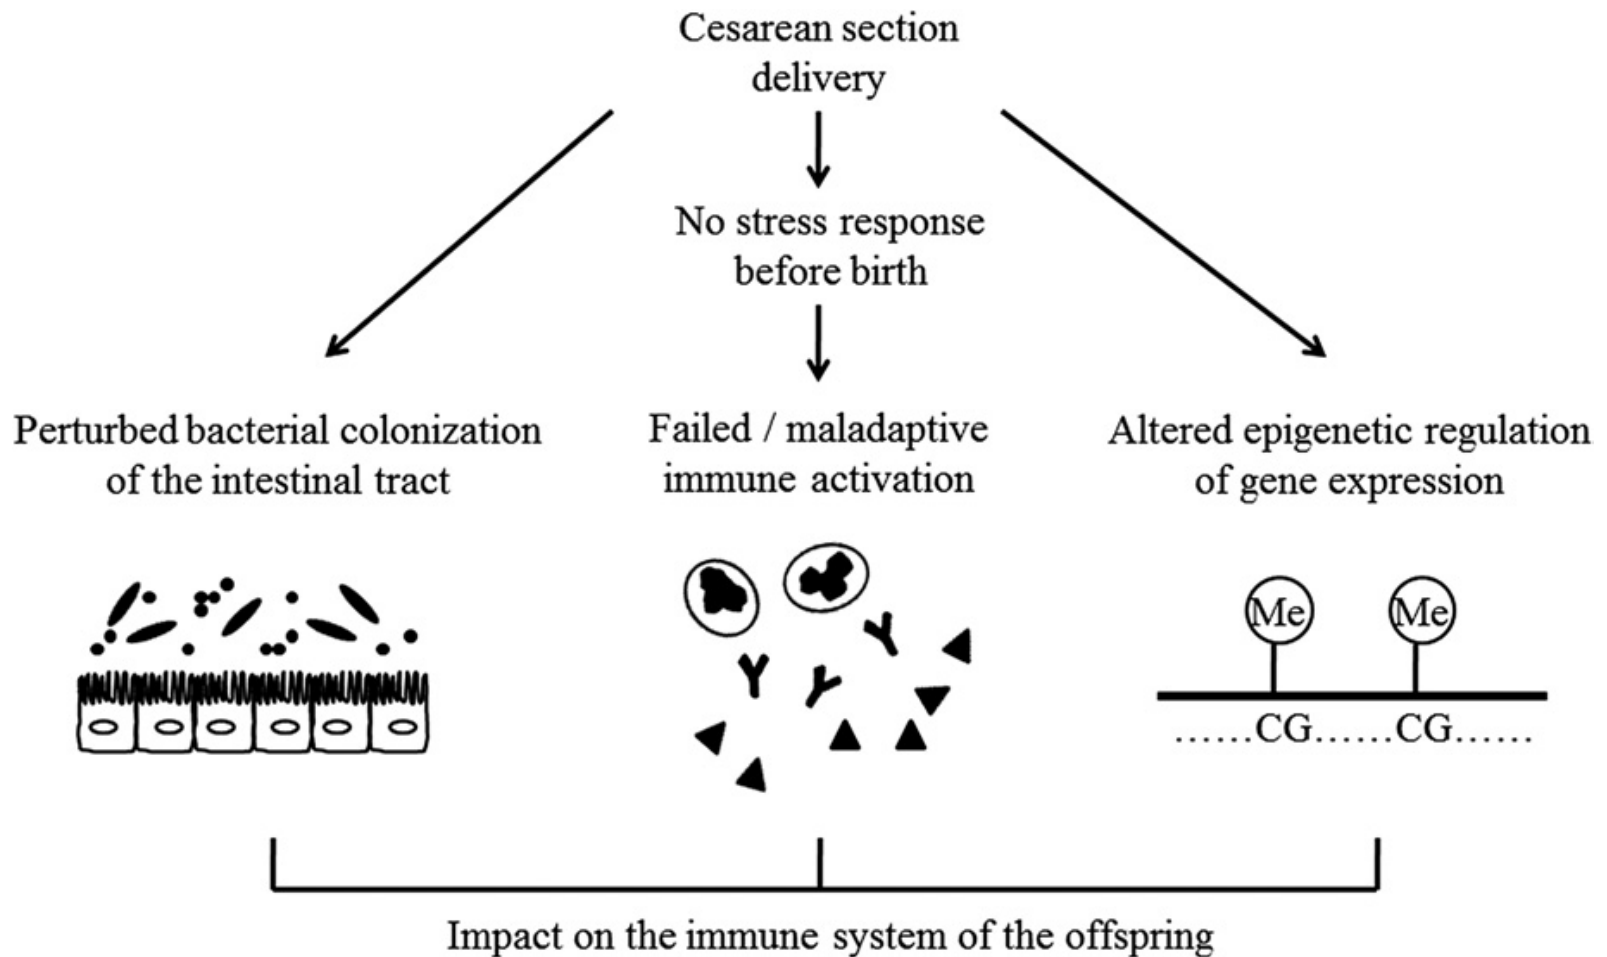 Cesarean section
delivery
No stress response
before birth
Perturbed bacterial colonization
of the intestinal tract
Failed / maladaptive
immune activation
Altered epigenetic regulation
of gene expression
Me
Me
......CG......CG......
Impact on the immune system of the offspring